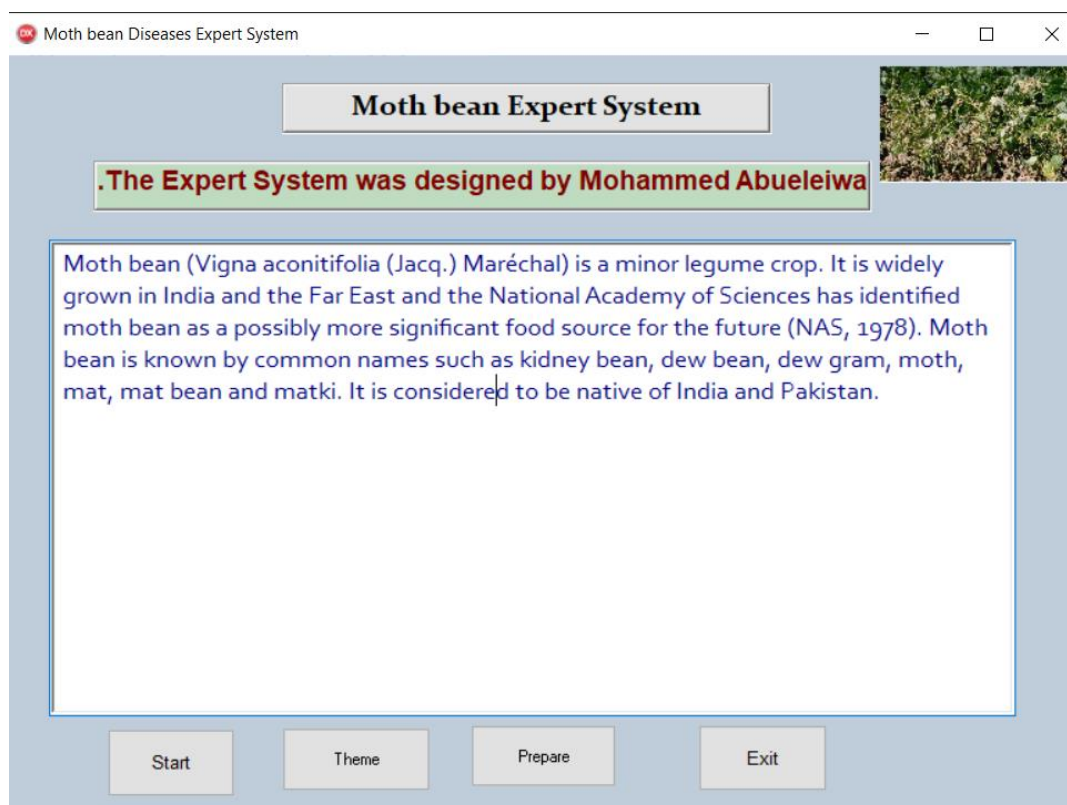 Moth bean Diseases Expert System
Moth bean Expert System
.The Expert System was designed by Mohammed Abueleiwa
Moth bean (Vigna aconitifolia (Jacq.) Maréchal) is a minor legume crop. It is widely
grown in India and the Far East and the National Academy of Sciences has identified
moth bean as a possibly more significant food source for the future (NAS, 1978). Moth
bean is known by common names such as kidney bean, dew bean, dew gram, moth,
mat, mat bean and matki. It is considered to be native of India and Pakistan.
Start Theme Prepare Exit